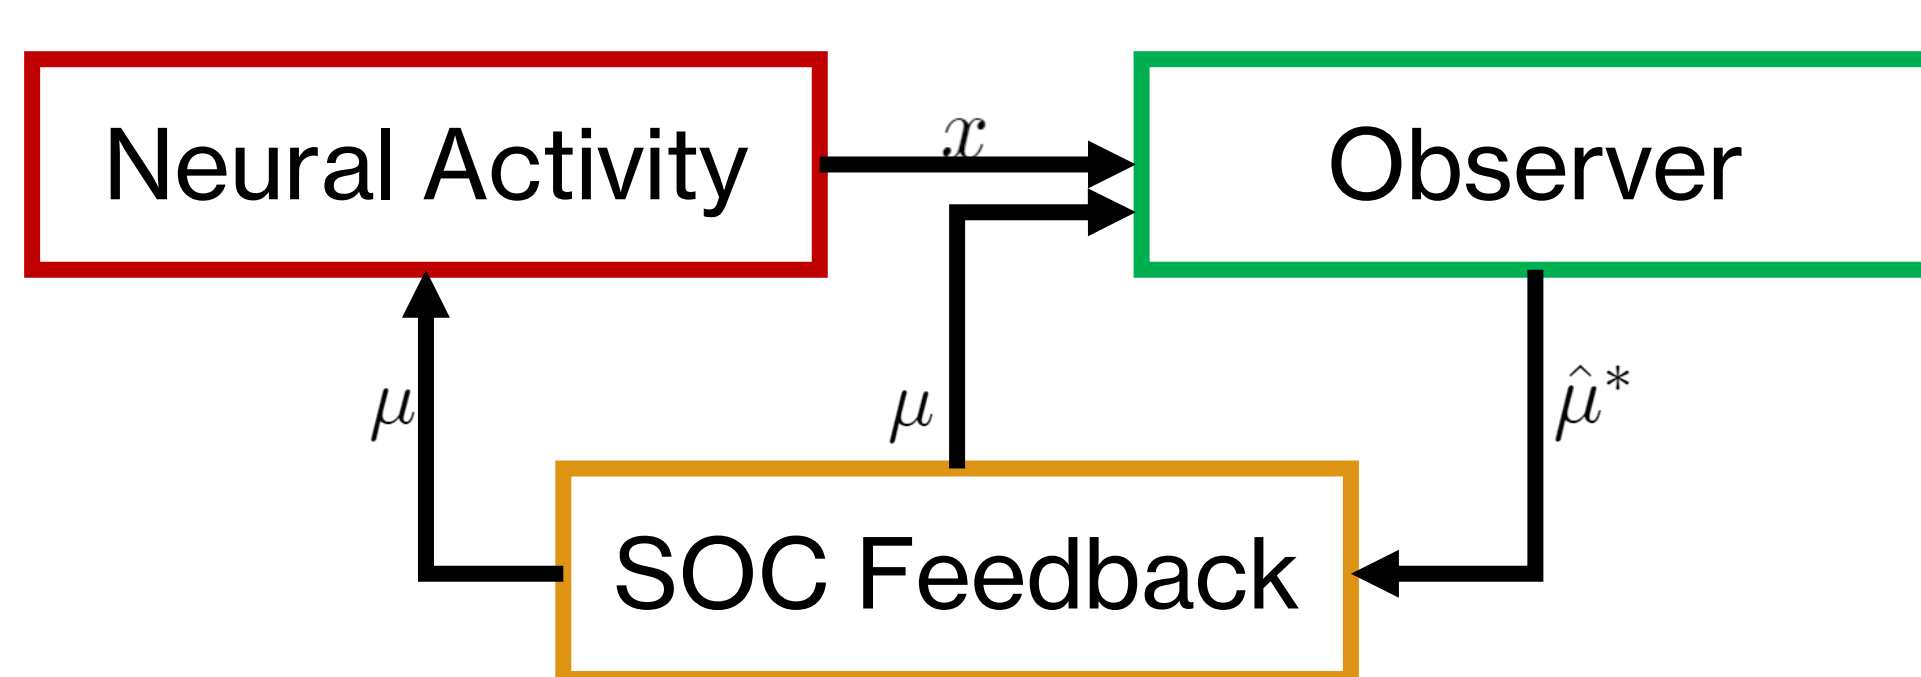 Neural Activity
x
Observer
μ
μ
μ̂*
SOC Feedback